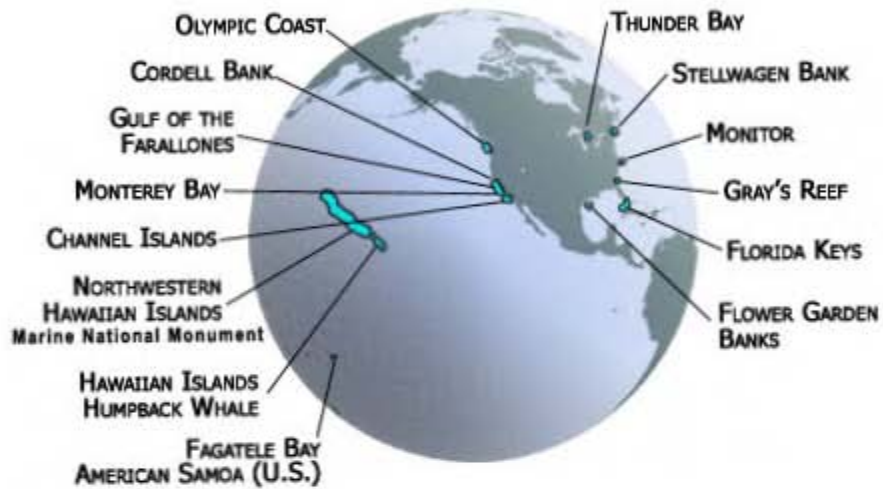 OLYMPIC COAST
CORDELL BANK
GULF OF THE
FARALLONES
MONTEREY BAY
CHANNEL ISLANDS
NORTHWESTERN
HAWAIIAN ISLANDS
Marine National Monument
HAWAIIAN ISLANDS
HUMPBACK WHALE
FAGATELE BAY
AMERICAN SAMOA (U.S.)
THUNDER BAY
STELLWAGEN BANK
MONITOR
GRAY'S REEF
FLORIDA KEYS
FLOWER GARDEN
BANKS